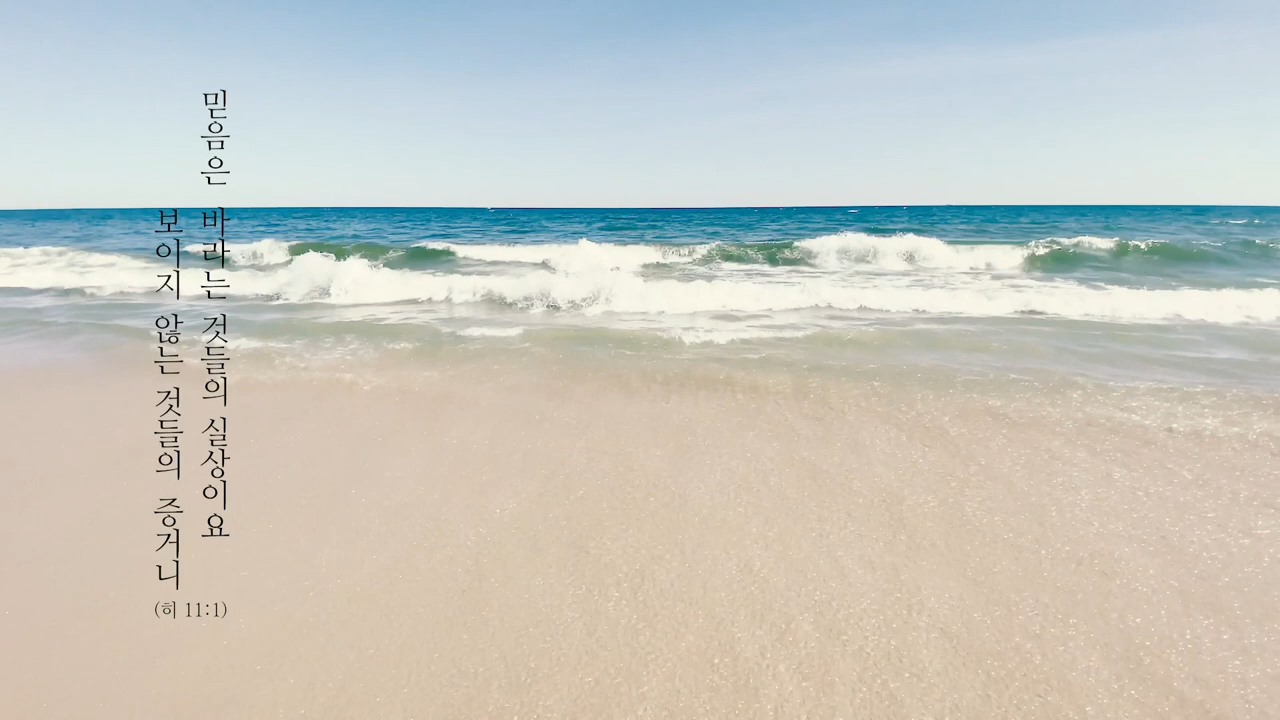 믿음은 바라는 것들의 실상이요
보이지 않는 것들의 증거니
(히 11:1)